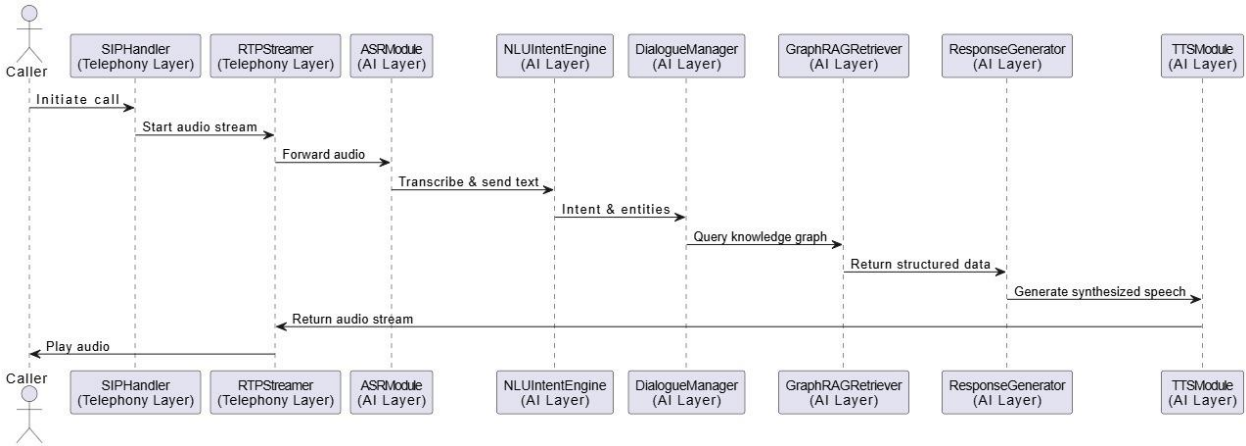 SIPHandler RTPStreamer ASRModule NLUIntentEngine DialogueManager GraphRAGRetriever ResponseGenerator TTSModule
Caller (Telephony Layer) (Telephony Layer) (AI Layer) (AI Layer) (AI Layer) (AI Layer) (AI Layer) (AI Layer)
Initiate call
Start audio stream
Forward audio
Transcribe & send text
Intent & entities
Query knowledge graph
Return structured data
Generate synthesized speech
Return audio stream
Play audio
Caller SIPHandler RTPStreamer ASRModule NLUIntentEngine DialogueManager GraphRAGRetriever ResponseGenerator TTSModule
(Telephony Layer) (Telephony Layer) (AI Layer) (AI Layer) (AI Layer) (AI Layer) (AI Layer) (AI Layer)